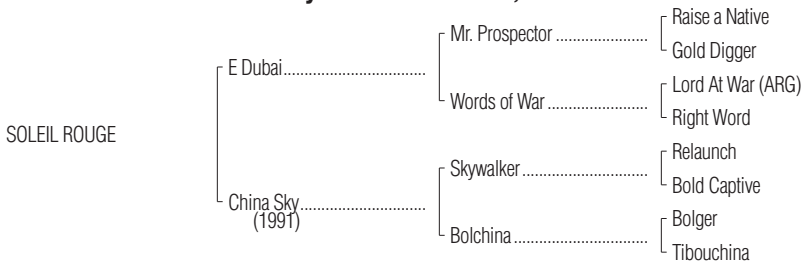 Raise a Native
Mr. Prospector ........................
Gold Digger
E Dubai....................................
Lord At War (ARG)
Words of War ..........................
Right Word
SOLEIL ROUGE
Relaunch
Skywalker ................................
Bold Captive
China Sky................................
(1991)
Bolger
Bolchina ..................................
Tibouchina